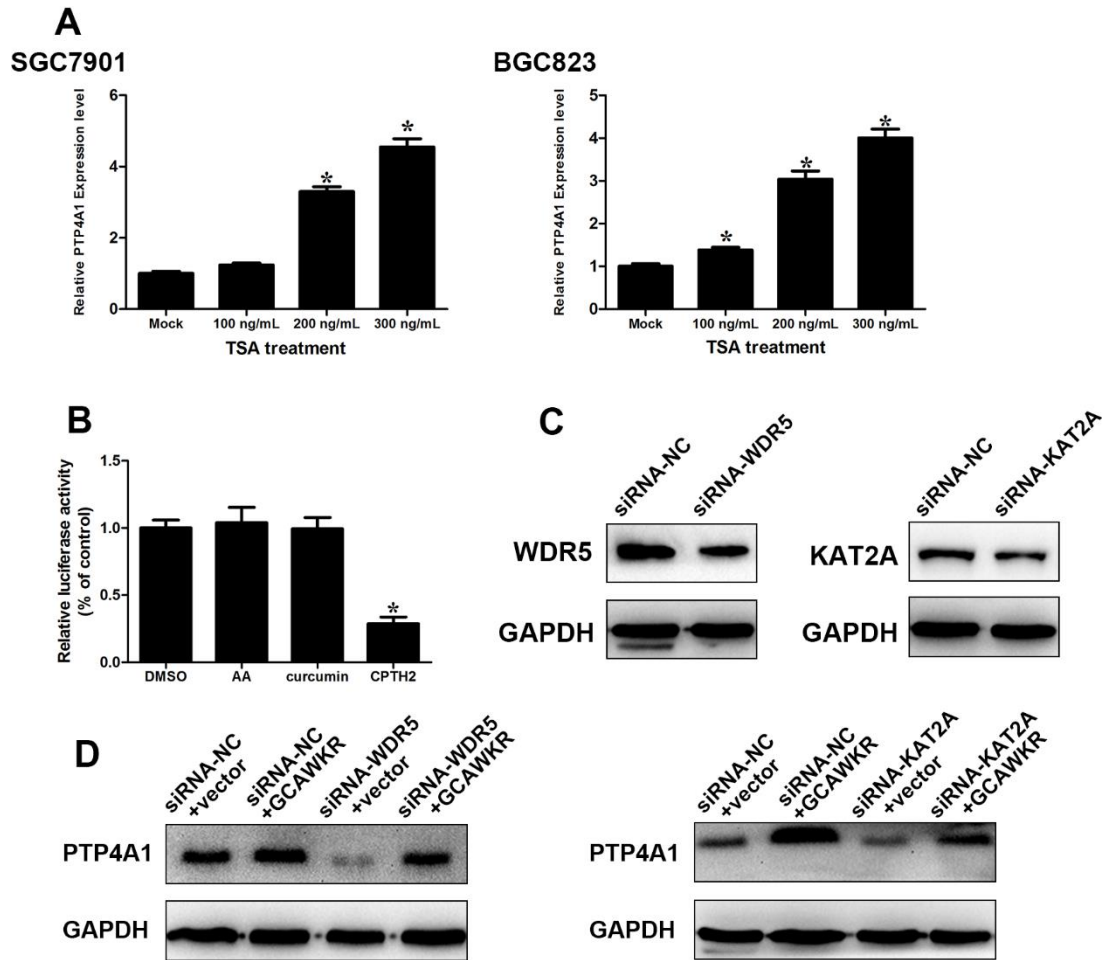 A
SGC7901
Relative PTP4A1 Expression level
6
4
2
0
*
*
Mock
100 ng/mL
200 ng/mL
300 ng/mL
TSA treatment
BGC823
Relative PTP4A1 Expression level
5
4
3
2
1
0
*
*
*
Mock
100 ng/mL
200 ng/mL
300 ng/mL
TSA treatment
B
Relative luciferase activity
(% of control)
1.5
1.0
0.5
0.0
*
DMSO
AA
curcumin
CPTH2
C
siRNA-NC
siRNA-WDR5
WDR5
GAPDH
siRNA-NC
siRNA-KAT2A
KAT2A
GAPDH
D
siRNA-NC
+vector
siRNA-NC
+GCAWKR
siRNA-WDR5
+vector
siRNA-WDR5
+GCAWKR
PTP4A1
GAPDH
siRNA-NC
+vector
siRNA-NC
+GCAWKR
siRNA-KAT2A
+vector
siRNA-KAT2A
+GCAWKR
PTP4A1
GAPDH